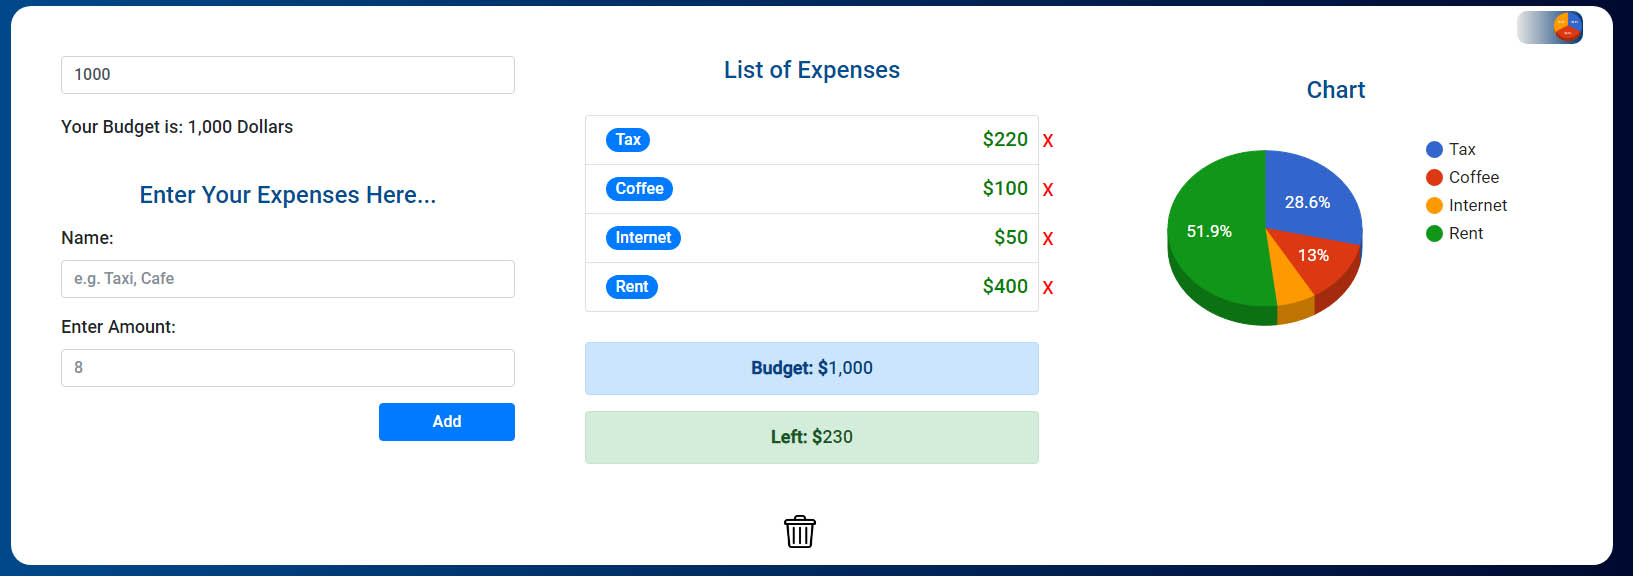 1000
Your Budget is: 1,000 Dollars
Enter Your Expenses Here...
Name:
e.g. Taxi, Cafe
Enter Amount:
8
Add
List of Expenses
Tax $220 X
Coffee $100 X
Internet $50 X
Rent $400 X
Budget: $1,000
Left: $230
Chart
28.6%
13%
51.9%
Tax
Coffee
Internet
Rent